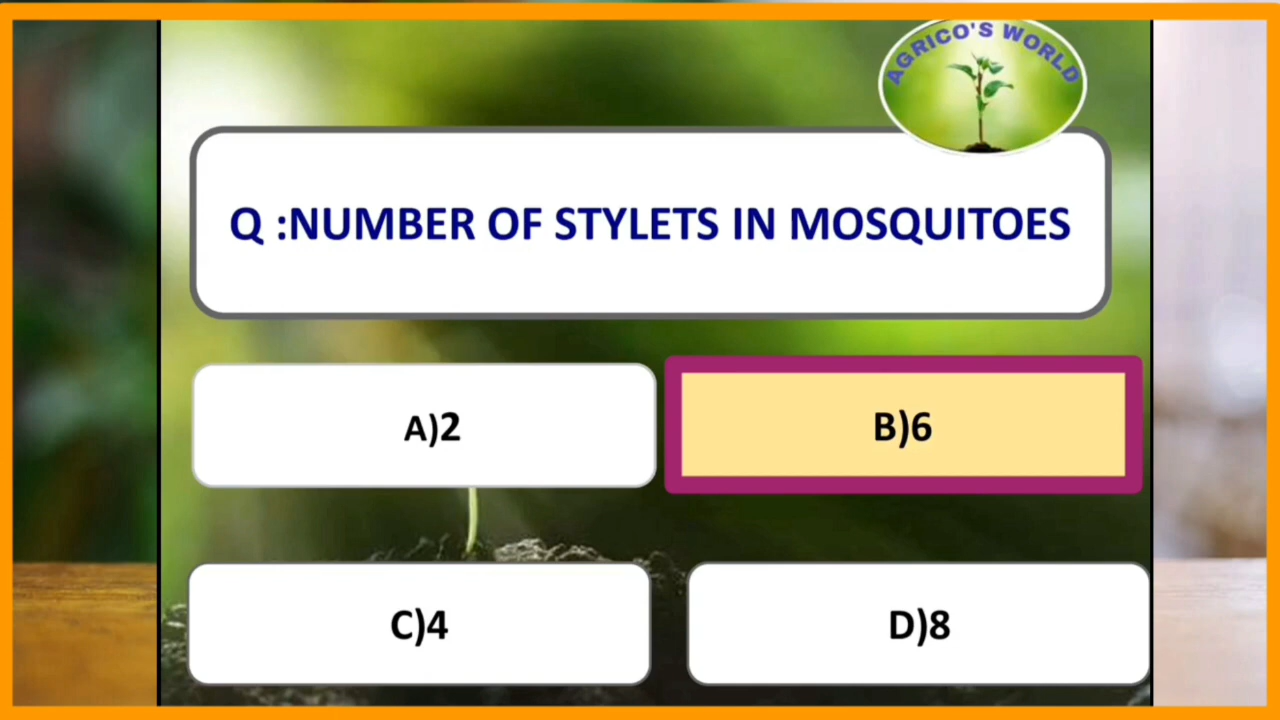 AGRICO'S WORLD
Q :NUMBER OF STYLETS IN MOSQUITOES
A)2
B)6
C)4
D)8